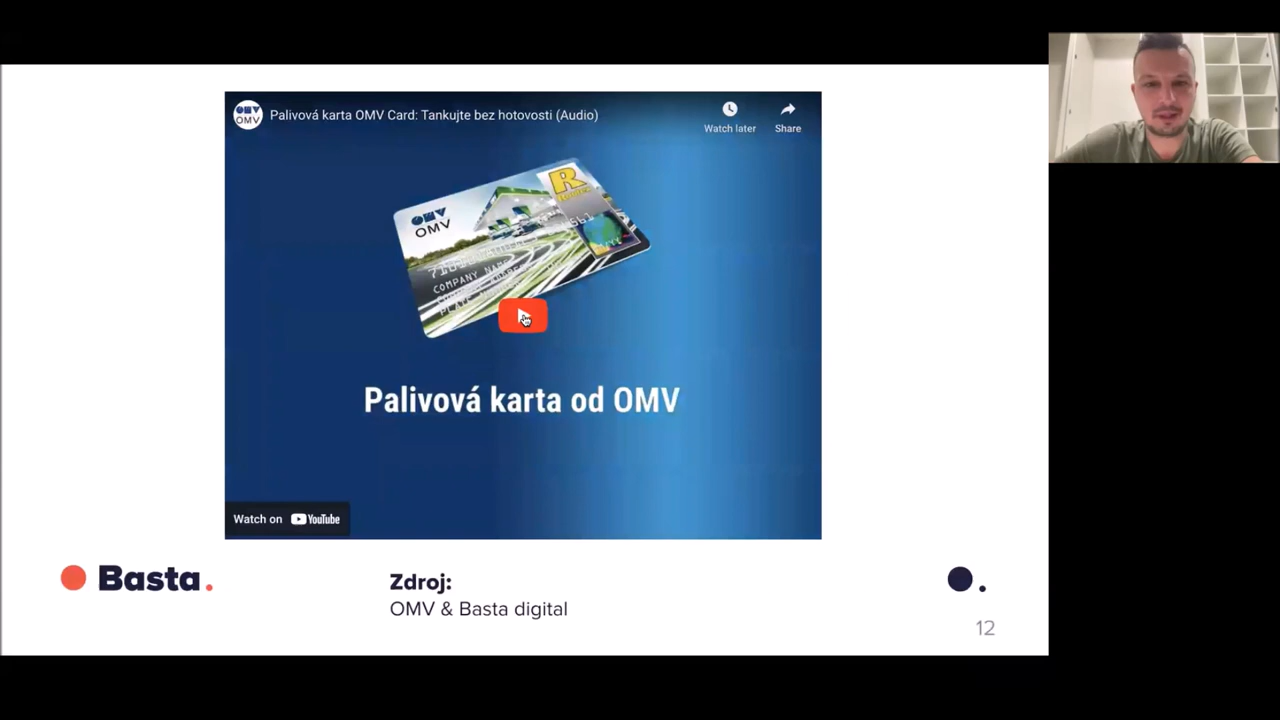 OMV
Palivová karta OMV Card: Tankujte bez hotovosti (Audio)
Watch later
Share
OMV
R
COMPANY NAME
Palivová karta od OMV
Watch on YouTube
Basta.
Zdroj:
OMV & Basta digital
12